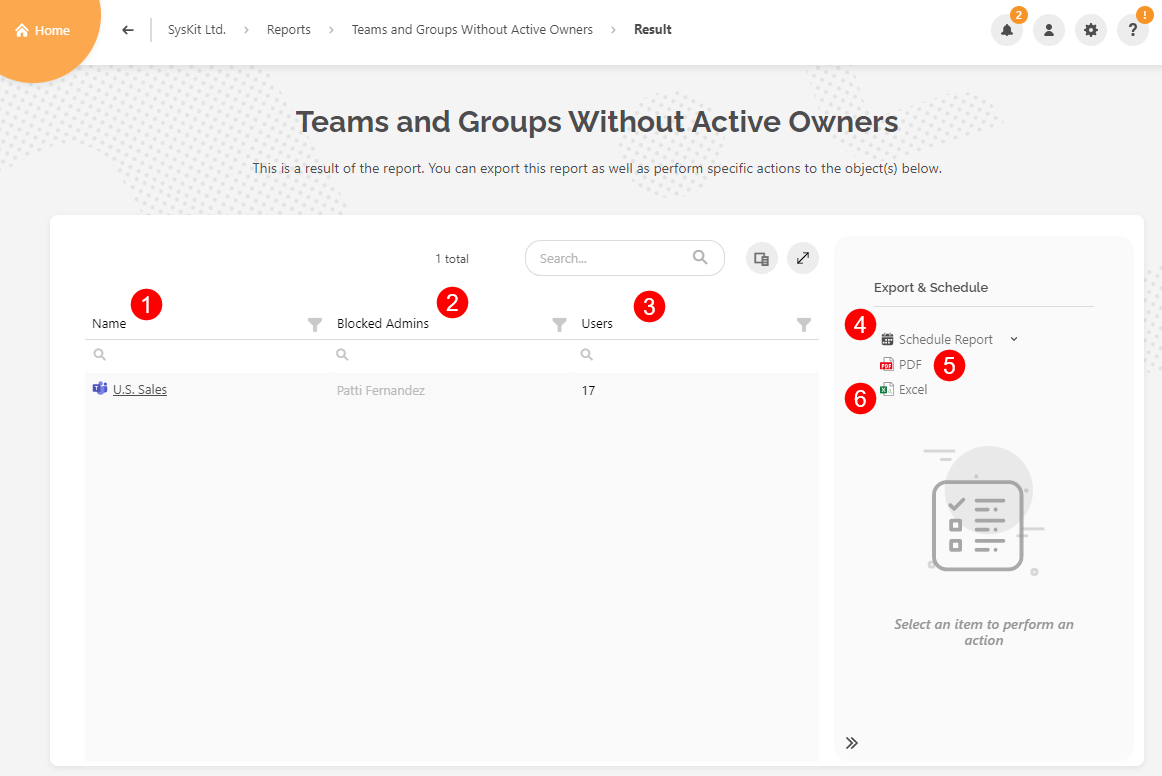 Home
SysKit Ltd. > Reports > Teams and Groups Without Active Owners > Result
2
!
?
Teams and Groups Without Active Owners
This is a result of the report. You can export this report as well as perform specific actions to the object(s) below.
1 total
Search...
1
2
3
Name
Blocked Admins
Users
U.S. Sales
Patti Fernandez
17
Export & Schedule
4
Schedule Report
PDF
5
6
Excel
Select an item to perform an
action